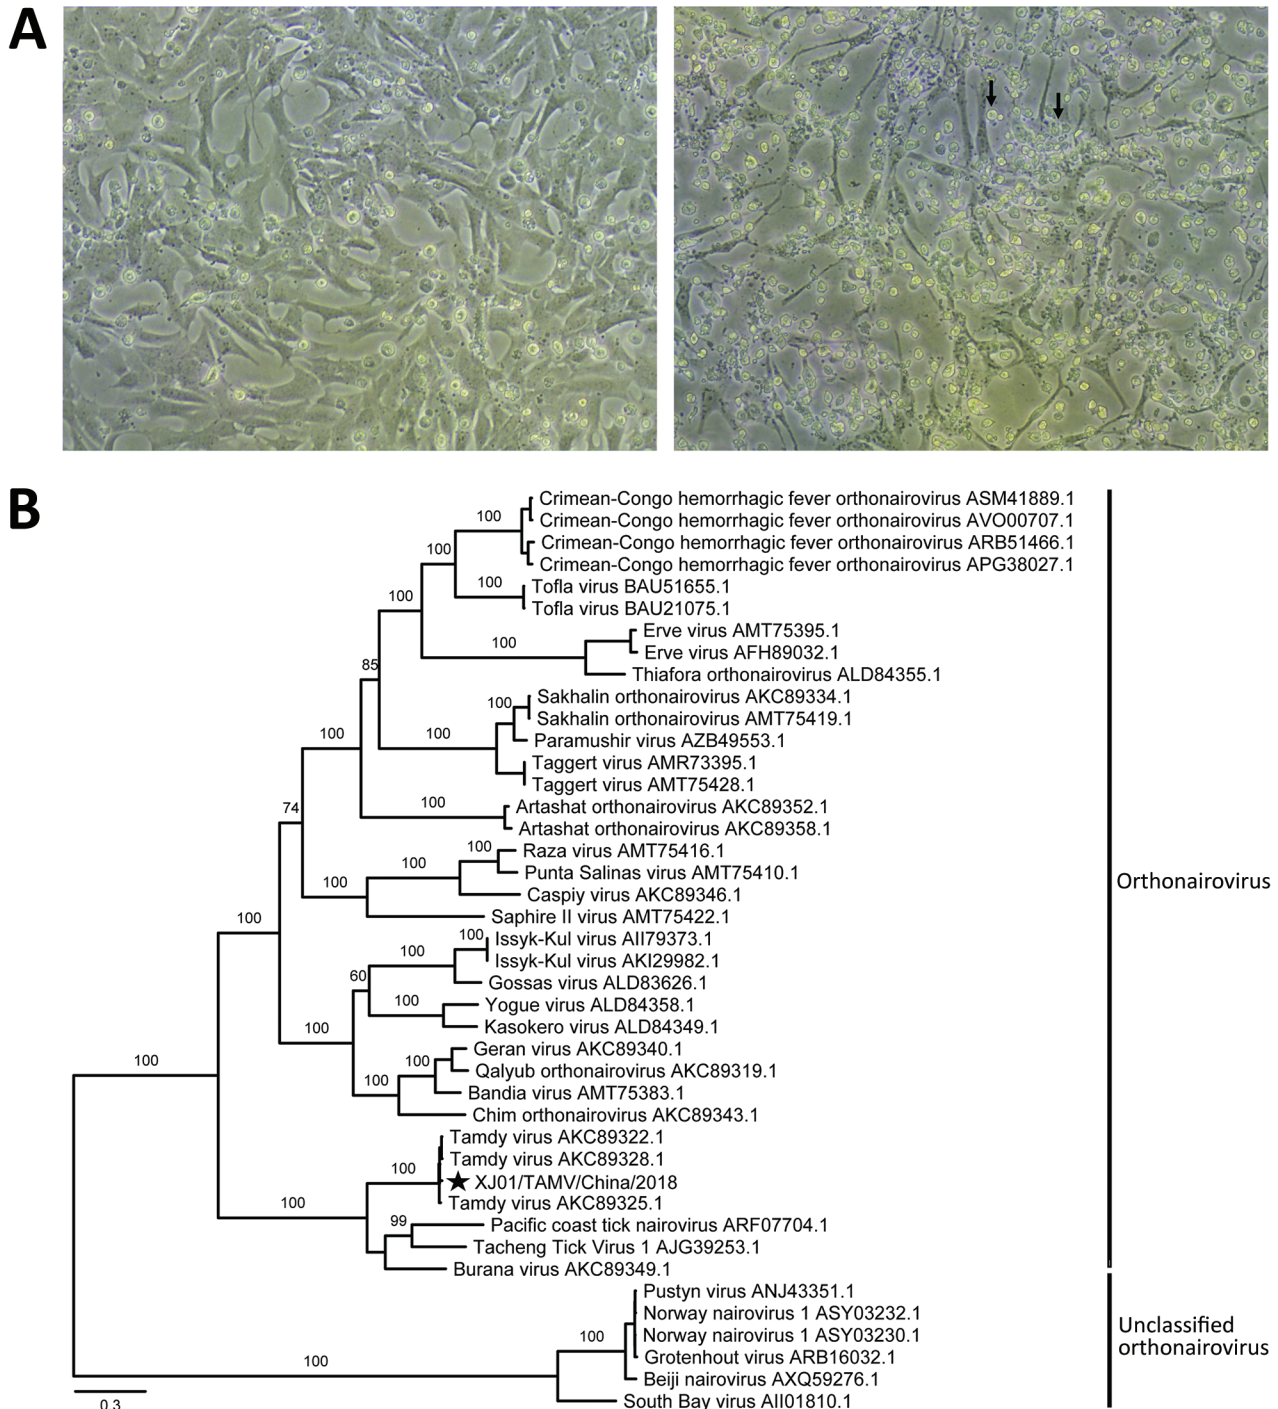 A
B
Crimean-Congo hemorrhagic fever orthonairovirus ASM41889.1
100
Crimean-Congo hemorrhagic fever orthonairovirus AVO00707.1
Crimean-Congo hemorrhagic fever orthonairovirus ARB51466.1
100
Crimean-Congo hemorrhagic fever orthonairovirus APG38027.1
100
Tofla virus BAU51655.1
100
Tofla virus BAU21075.1
Erve virus AMT75395.1
100
Erve virus AFH89032.1
85
Thiafora orthonairovirus ALD84355.1
Sakhalin orthonairovirus AKC89334.1
100
Sakhalin orthonairovirus AMT75419.1
100
100
Paramushir virus AZB49553.1
Taggert virus AMR73395.1
Taggert virus AMT75428.1
74
100
Artashat orthonairovirus AKC89352.1
Artashat orthonairovirus AKC89358.1
100
Raza virus AMT75416.1
100
Punta Salinas virus AMT75410.1
100
Caspiy virus AKC89346.1
Orthonairovirus
100
Saphire II virus AMT75422.1
100
Issyk-Kul virus AII79373.1
100
Issyk-Kul virus AKI29982.1
60
Gossas virus ALD83626.1
100
Yogue virus ALD84358.1
100
Kasokero virus ALD84349.1
100
100
Geran virus AKC89340.1
100
Qalyub orthonairovirus AKC89319.1
Bandia virus AMT75383.1
Chim orthonairovirus AKC89343.1
Tamdy virus AKC89322.1
Tamdy virus AKC89328.1
100
★ XJ01/TAMV/China/2018
100
Tamdy virus AKC89325.1
99
Pacific coast tick nairovirus ARF07704.1
Tacheng Tick Virus 1 AJG39253.1
Burana virus AKC89349.1
Pustyn virus ANJ43351.1
Norway nairovirus 1 ASY03232.1
100
Norway nairovirus 1 ASY03230.1
Unclassified
orthonairovirus
100
Grotenhout virus ARB16032.1
Beiji nairovirus AXQ59276.1
South Bay virus AII01810.1
0.3